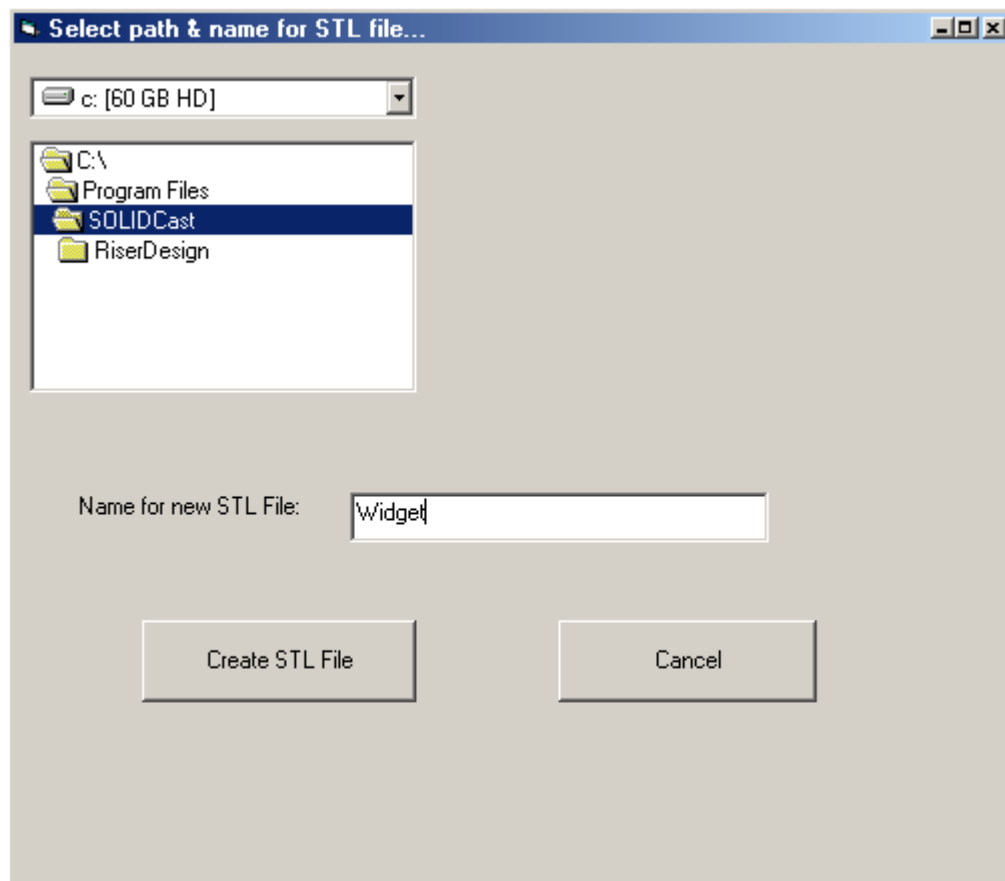 Select path & name for STL file...
c: [60 GB HD]
C:\
Program Files
SOLIDCast
RiserDesign
Name for new STL File:
Widget
Create STL File
Cancel